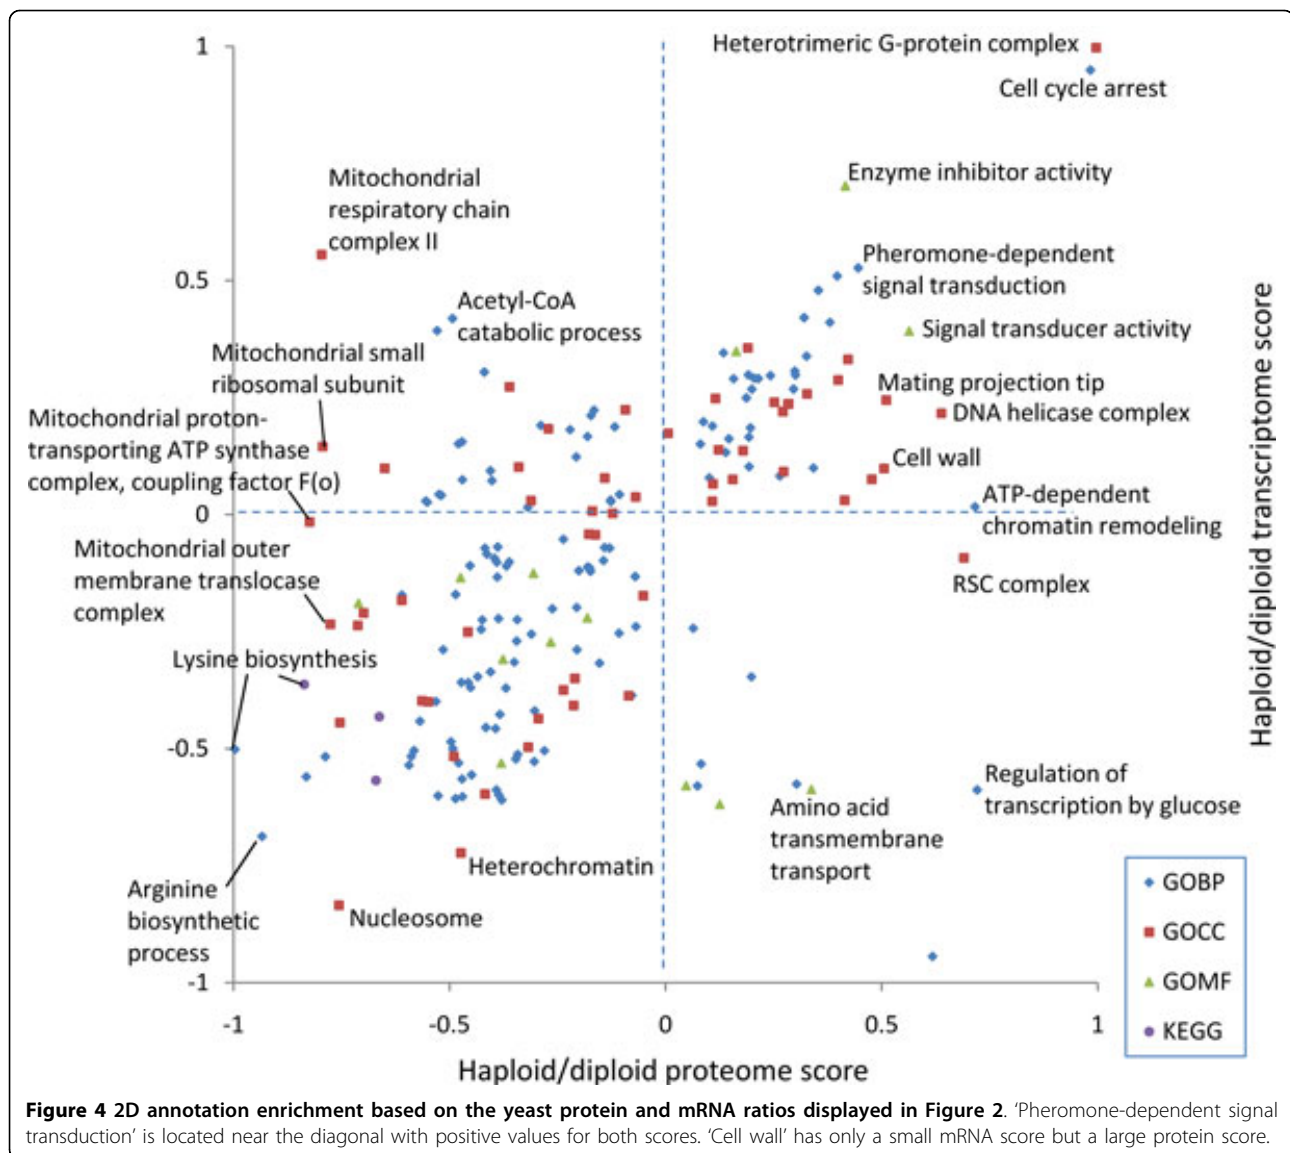 1
Heterotrimeric G-protein complex
Cell cycle arrest
Enzyme inhibitor activity
Mitochondrial
respiratory chain
complex II
Pheromone-dependent
signal transduction
0.5
Acetyl-CoA
catabolic process
Signal transducer activity
Mitochondrial small
ribosomal subunit
Mating projection tip
DNA helicase complex
Mitochondrial proton-
transporting ATP synthase
complex, coupling factor F(o)
Cell wall
ATP-dependent
chromatin remodeling
0
Mitochondrial outer
membrane translocase
complex
RSC complex
Lysine biosynthesis
-0.5
Regulation of
transcription by glucose
Amino acid
transmembrane
transport
Heterochromatin
Arginine
biosynthetic
process
Nucleosome
-1
Haploid/diploid transcriptome score
GOBP
GOCC
GOMF
KEGG
-1 -0.5 0 0.5 1
Haploid/diploid proteome score
Figure 4 2D annotation enrichment based on the yeast protein and mRNA ratios displayed in Figure 2. ‘Pheromone-dependent signal
transduction’ is located near the diagonal with positive values for both scores. ‘Cell wall’ has only a small mRNA score but a large protein score.